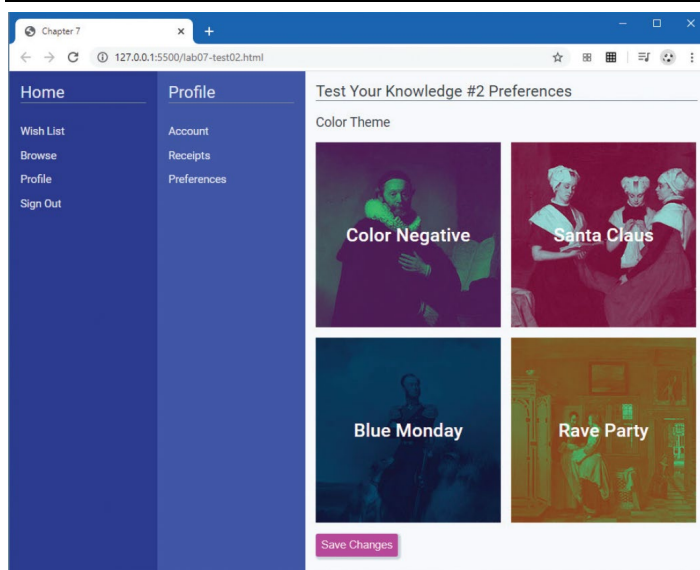 Chapter 7
127.0.0.1:5500/lab07-test02.html
Home
Wish List
Browse
Profile
Sign Out
Profile
Account
Receipts
Preferences
Test Your Knowledge #2 Preferences
Color Theme
Color Negative
Santa Claus
Blue Monday
Rave Party
Save Changes